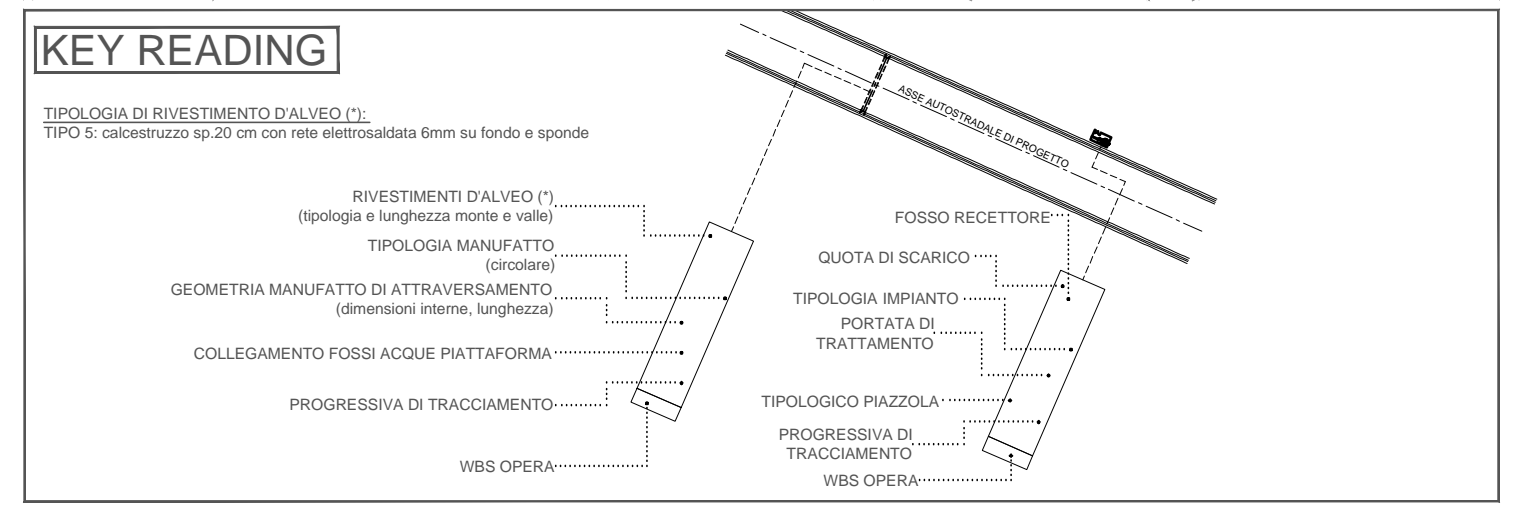 KEY READING
TIPOLOGIA DI RIVESTIMENTO D'ALVEO (*):
TIPO 5: calcestruzzo sp.20 cm con rete elettrosaldata 6mm su fondo e sponde
RIVESTIMENTI D'ALVEO (*)
(tipologia e lunghezza monte e valle)
TIPOLOGIA MANUFATTO
(circolare)
GEOMETRIA MANUFATTO DI ATTRAVERSAMENTO
(dimensioni interne, lunghezza)
COLLEGAMENTO FOSSI ACQUE PIATTAFORMA
PROGRESSIVA DI TRACCIAMENTO
WBS OPERA
ASSE AUTOSTRADALE DI PROGETTO
FOSSO RECETTORE
QUOTA DI SCARICO
TIPOLOGIA IMPIANTO
PORTATA DI
TRATTAMENTO
TIPOLOGICO PIAZZOLA
PROGRESSIVA DI
TRACCIAMENTO
WBS OPERA